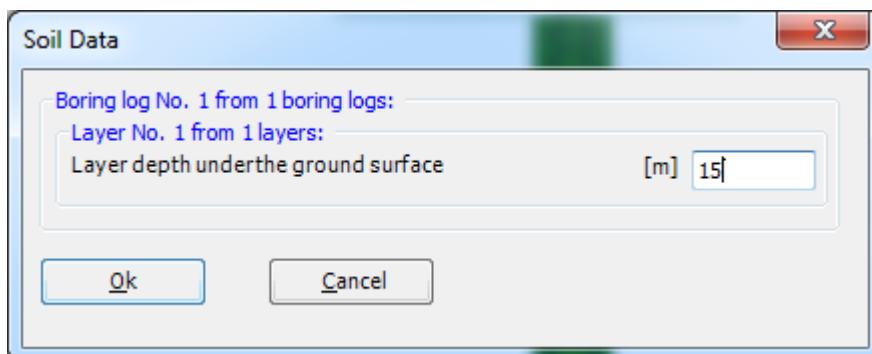 Soil Data
Boring log No. 1 from 1 boring logs:
Layer No. 1 from 1 layers:
Layer depth underthe ground surface [m] 15
Ok Cancel